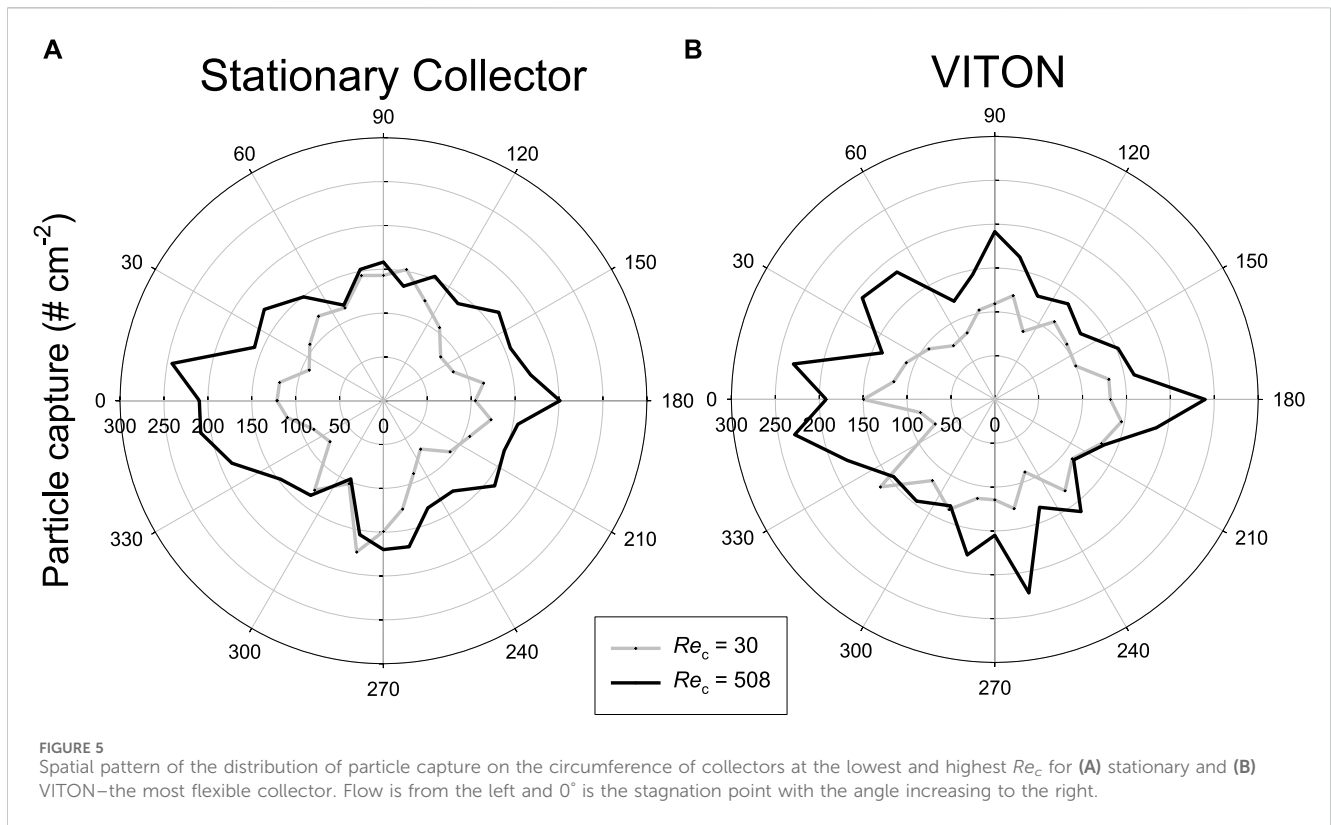 A
Stationary Collector
B
VITON
Particle capture (# cm-2)
90
60
120
30
150
0
180
300 250 200 150 100 50 0
330
210
300
240
270
90
60
120
30
150
0
180
300 250 200 150 100 50 0
330
210
300
240
270
Rec = 30
Rec = 508
FIGURE 5
Spatial pattern of the distribution of particle capture on the circumference of collectors at the lowest and highest Rec for (A) stationary and (B)
VITON–the most flexible collector. Flow is from the left and 0° is the stagnation point with the angle increasing to the right.